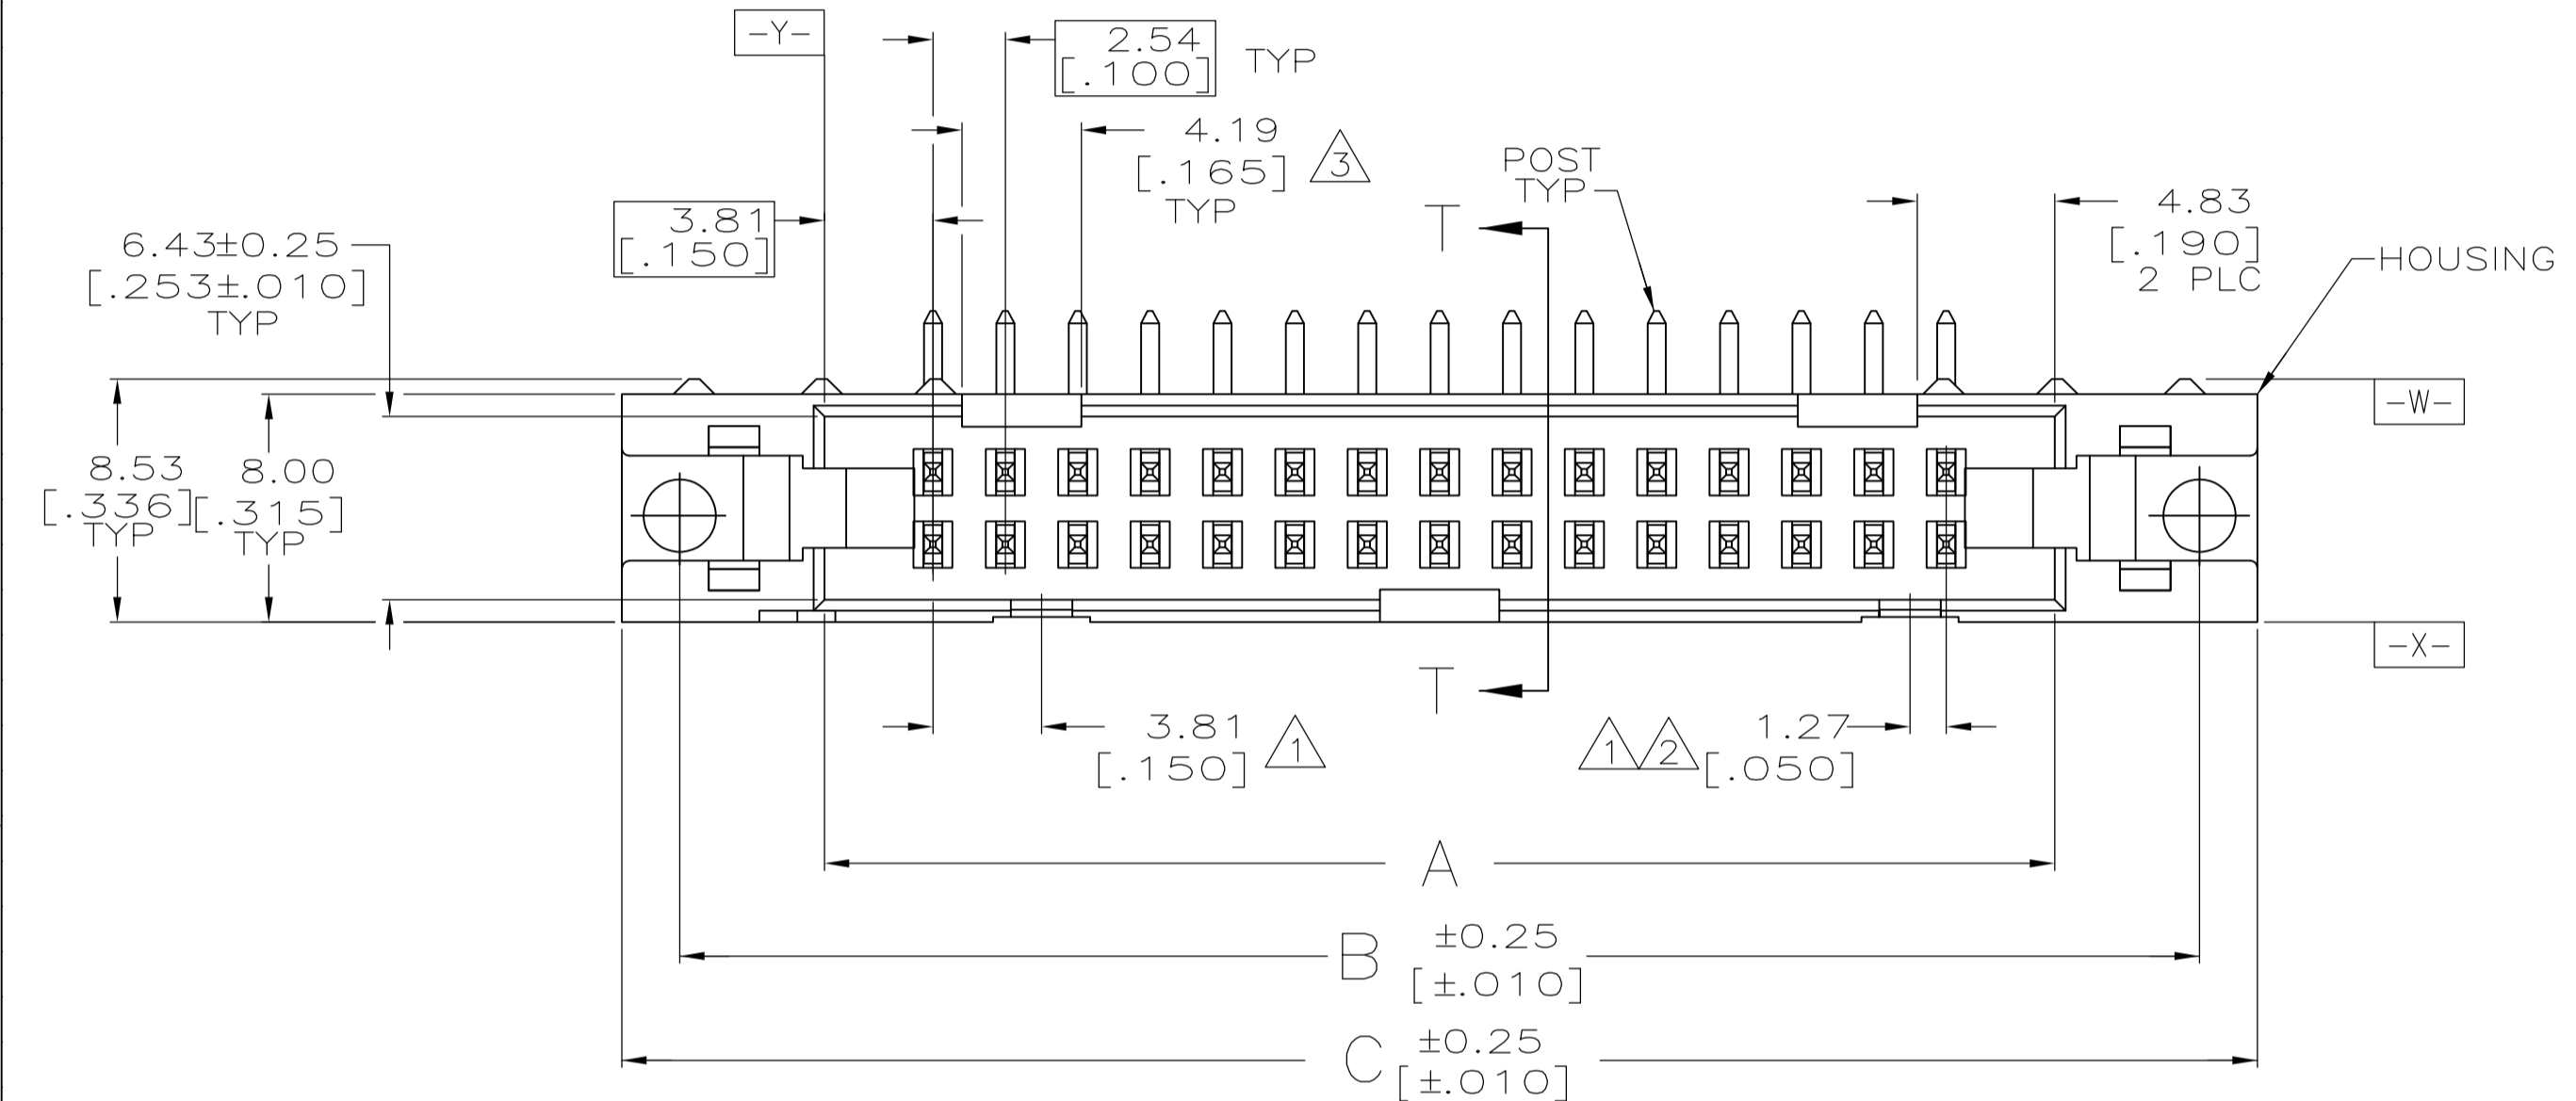 -Y-
2.54
[.100]
TYP
4.19
[.165]
TYP
3
3.81
[.150]
6.43±0.25
[.253±.010]
TYP
POST
TYP
T
4.83
[.190]
2 PLC
HOUSING
8.53
[.336]
TYP
8.00
[.315]
TYP
-W-
-X-
T
3.81
[.150]
1
1
2
1.27
[.050]
A
B
±0.25
[±.010]
C
±0.25
[±.010]